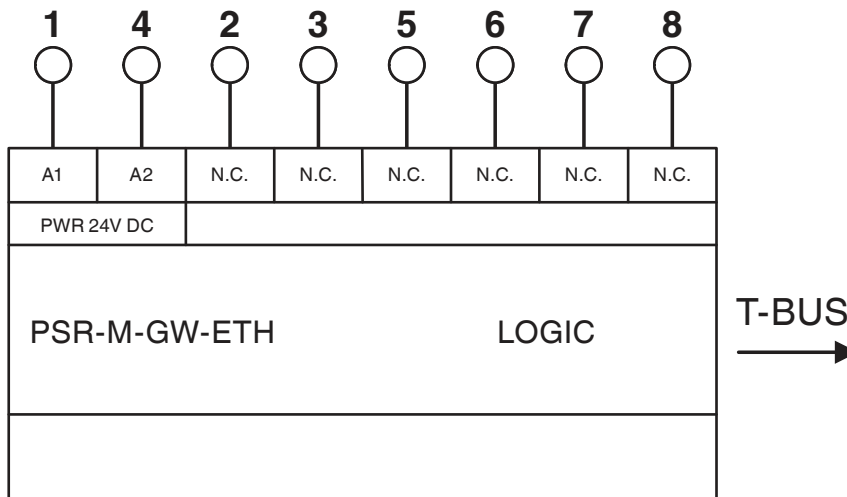 1 4 2 3 5 6 7 8
A1 A2 N.C. N.C. N.C. N.C. N.C. N.C.
PWR 24V DC
PSR-M-GW-ETH LOGIC
T-BUS